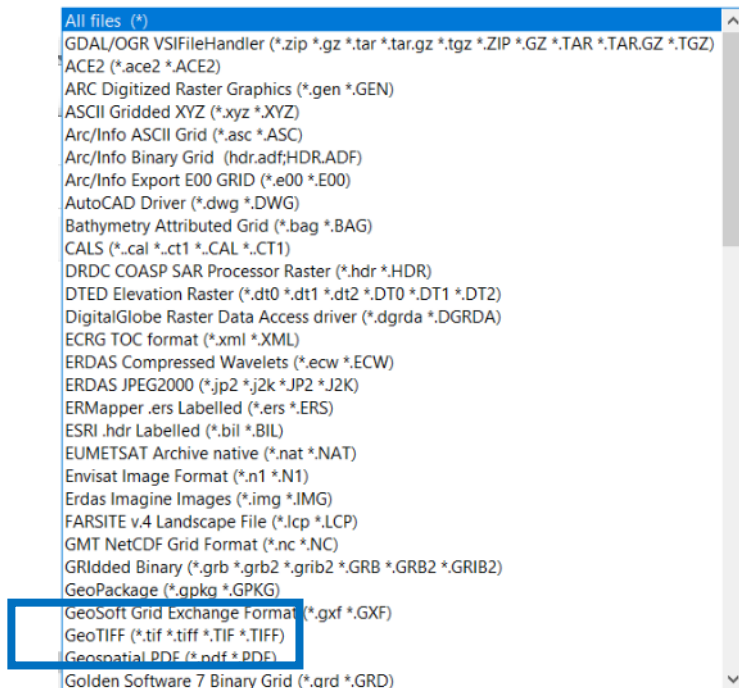 All files (*)
GDAL/OGR VSIFileHandler (*.zip *.gz *.tar *.tar.gz *.tgz *.ZIP *.GZ *.TAR *.TAR.GZ *.TGZ)
ACE2 (*.ace2 *.ACE2)
ARC Digitized Raster Graphics (*.gen *.GEN)
ASCII Gridded XYZ (*.xyz *.XYZ)
Arc/Info ASCII Grid (*.asc *.ASC)
Arc/Info Binary Grid (hdr.adf;HDR.ADF)
Arc/Info Export E00 GRID (*.e00 *.E00)
AutoCAD Driver (*.dwg *.DWG)
Bathymetry Attributed Grid (*.bag *.BAG)
CALS (*..cal *..ct1 *..CAL *..CT1)
DRDC COASP SAR Processor Raster (*.hdr *.HDR)
DTED Elevation Raster (*.dt0 *.dt1 *.dt2 *.DT0 *.DT1 *.DT2)
DigitalGlobe Raster Data Access driver (*.dgrda *.DGRDA)
ECRG TOC format (*.xml *.XML)
ERDAS Compressed Wavelets (*.ecw *.ECW)
ERDAS JPEG2000 (*.jp2 *.j2k *.JP2 *.J2K)
ERMapper .ers Labelled (*.ers *.ERS)
ESRI .hdr Labelled (*.bil *.BIL)
EUMETSAT Archive native (*.nat *.NAT)
Envisat Image Format (*.n1 *.N1)
Erdas Imagine Images (*.img *.IMG)
FARSITE v.4 Landscape File (*.lcp *.LCP)
GMT NetCDF Grid Format (*.nc *.NC)
GRIdded Binary (*.grb *.grb2 *.grib2 *.GRB *.GRB2 *.GRIB2)
GeoPackage (*.gpkg *.GPKG)
GeoSoft Grid Exchange Format (*.gxf *.GXF)
GeoTIFF (*.tif *.tiff *.TIF *.TIFF)
Geospatial PDF (*.pdf *.PDF)
Golden Software 7 Binary Grid (*.grd *.GRD)